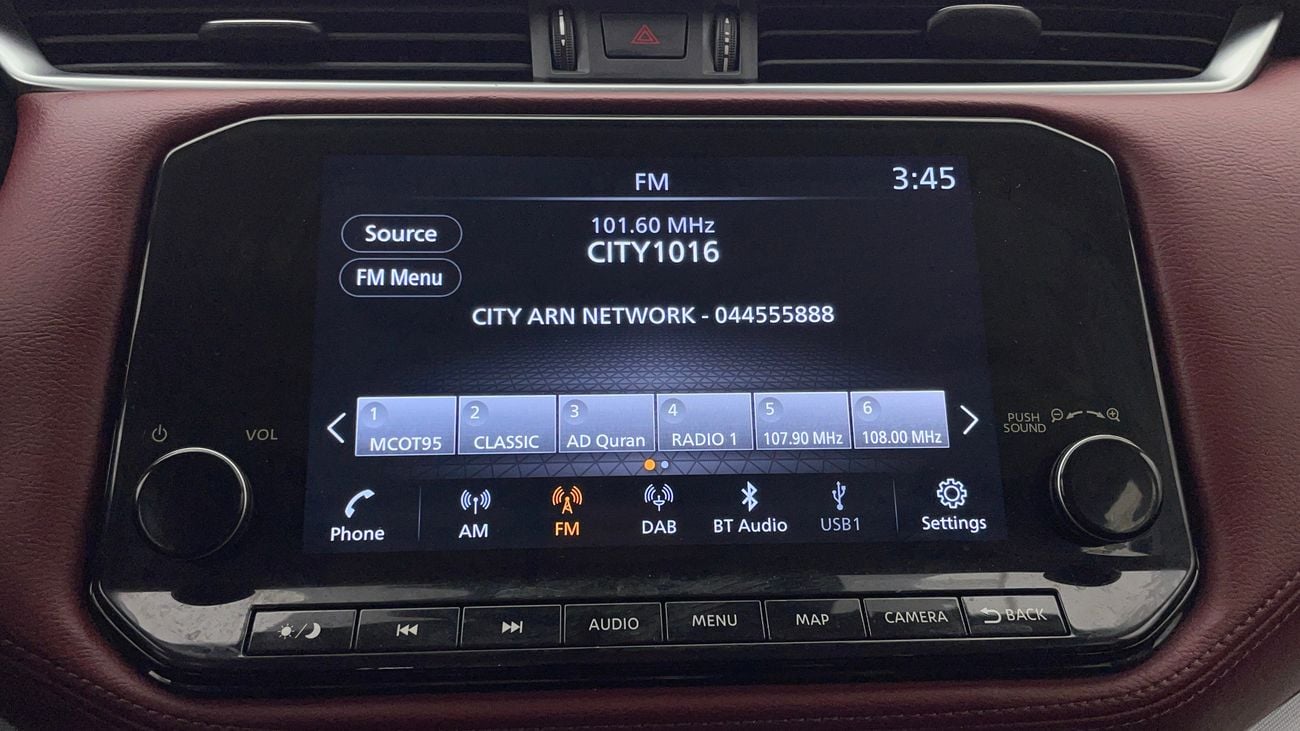 FM
3:45
Source
101.60 MHz
CITY1016
FM Menu
CITY ARN NETWORK - 044555888
1
MCOT95
2
CLASSIC
3
AD Quran
4
RADIO 1
5
107.90 MHz
6
108.00 MHz
VOL
PUSH
SOUND
Phone
AM
FM
DAB
BT Audio
USB1
Settings
AUDIO
MENU
MAP
CAMERA
BACK